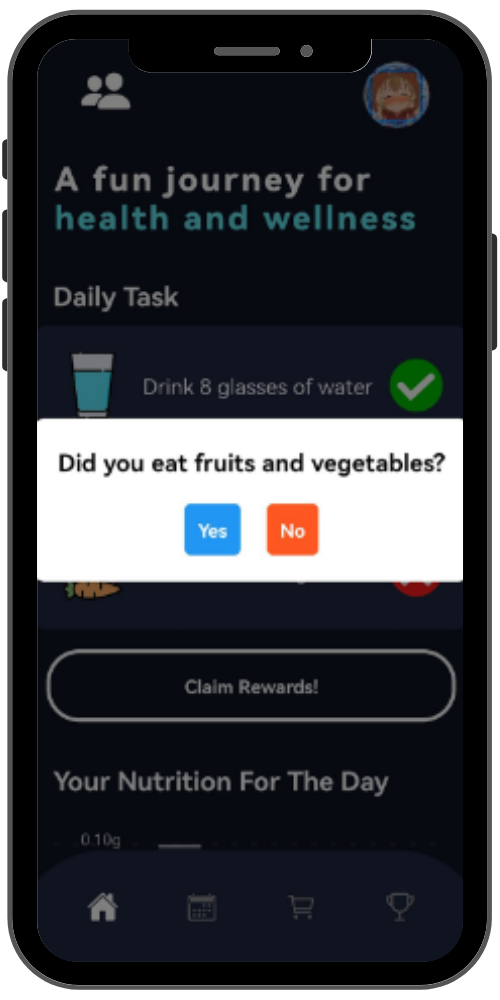 A fun journey for
health and wellness
Daily Task
Drink 8 glasses of water
Did you eat fruits and vegetables?
Yes
No
Claim Rewards!
Your Nutrition For The Day
0.10g